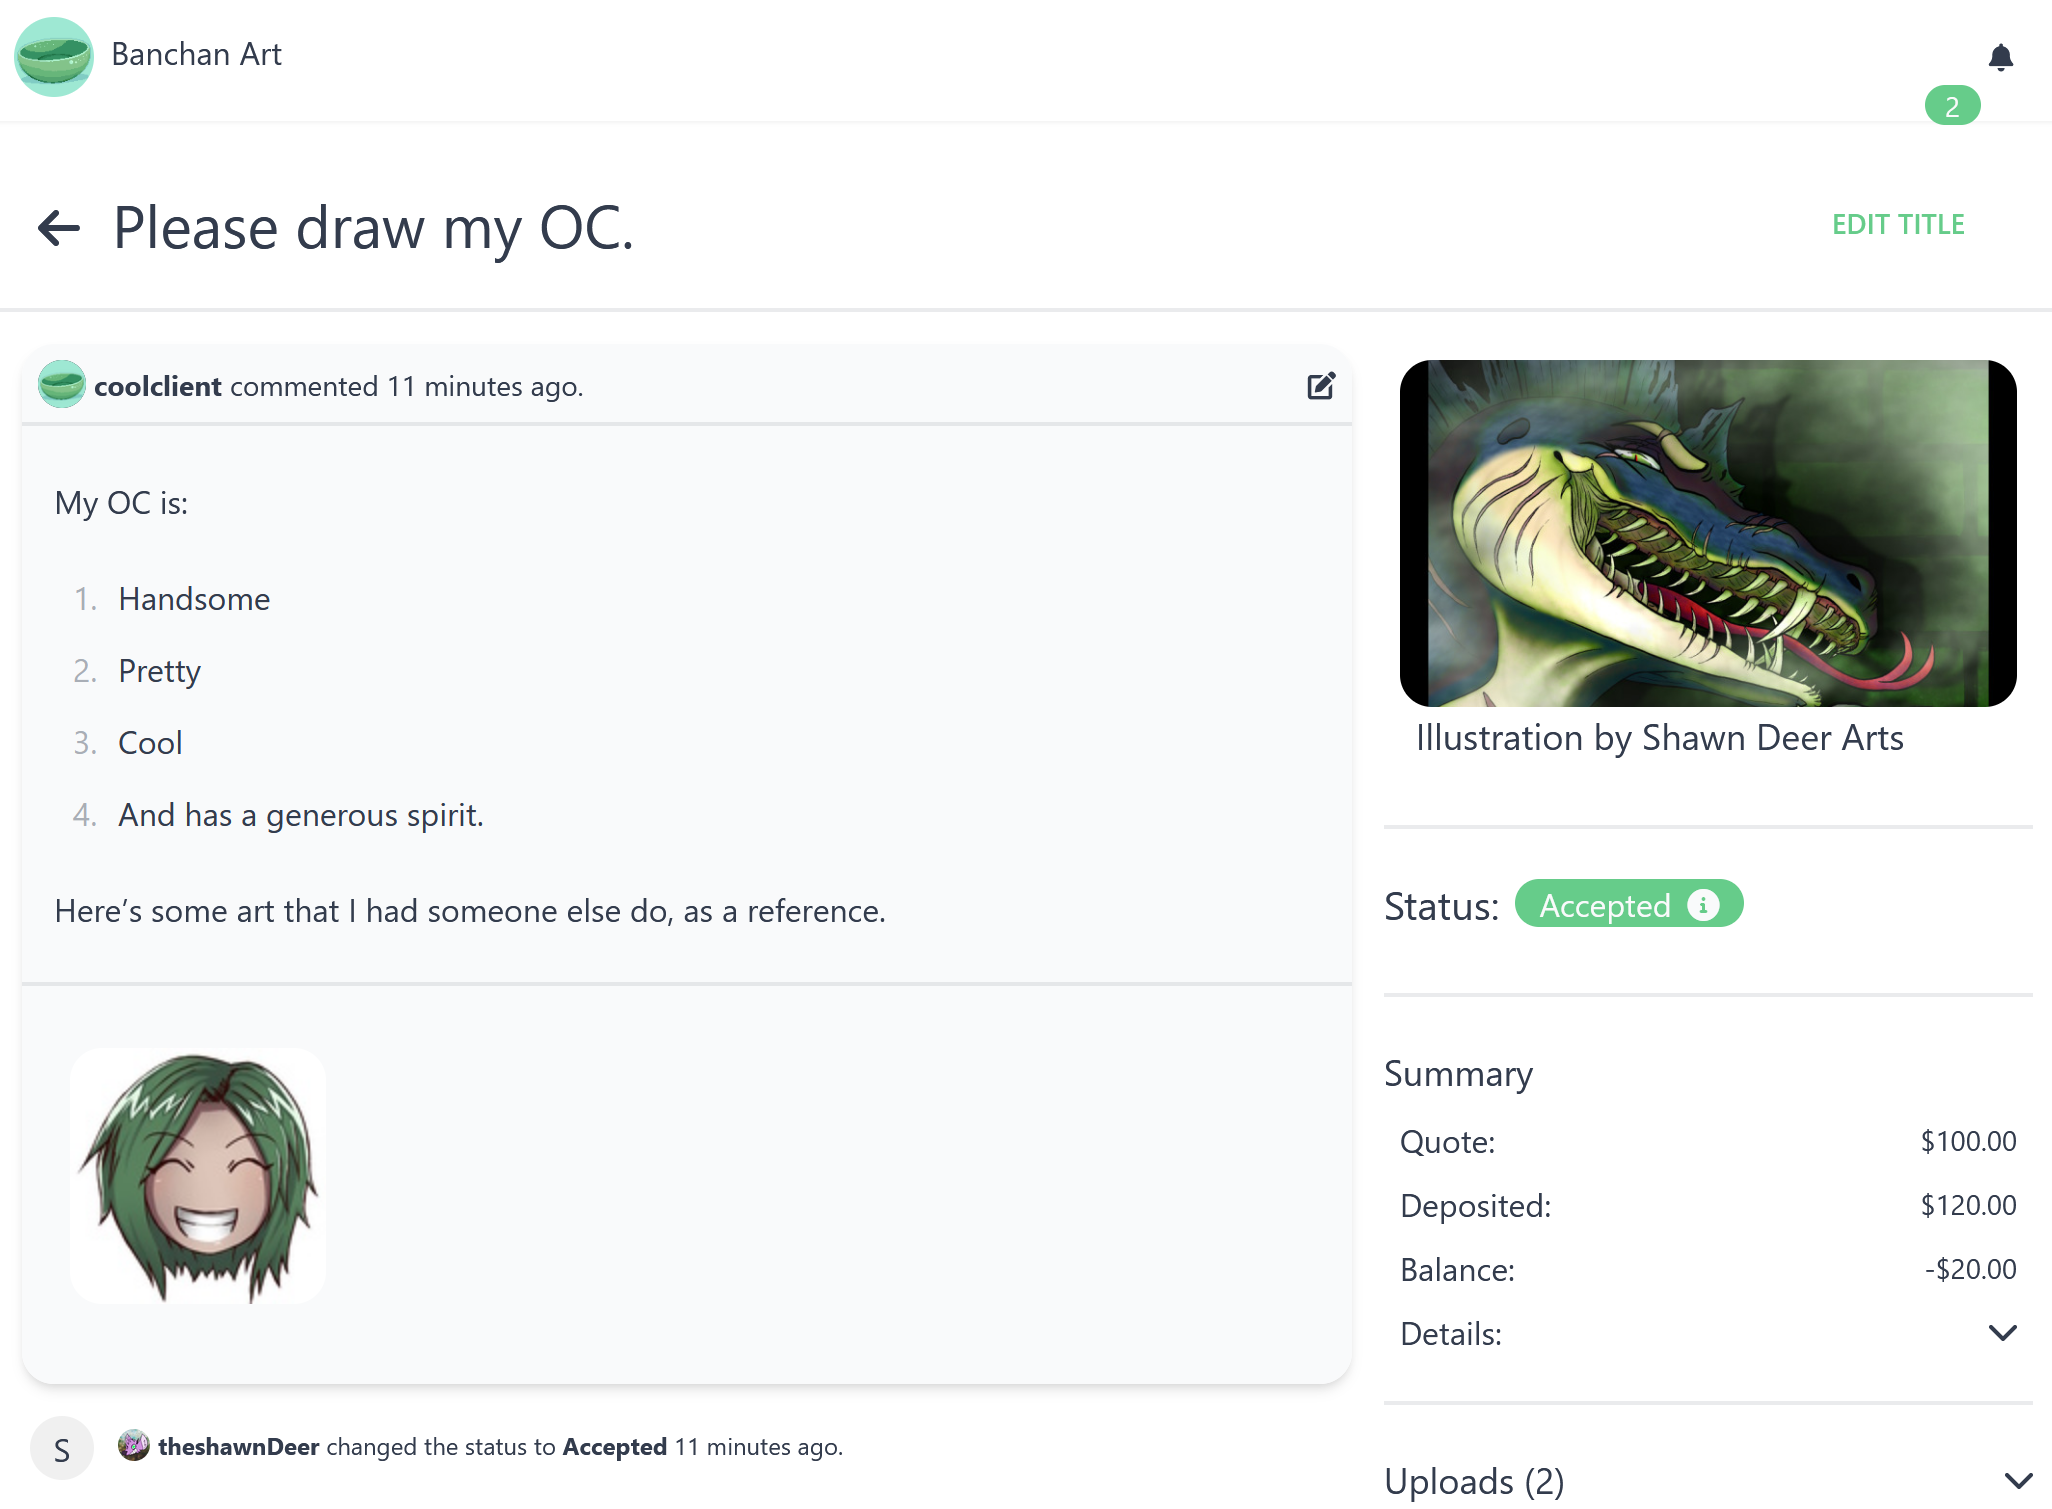 Banchan Art
2
Please draw my OC.
EDIT TITLE
coolclient commented 11 minutes ago.
My OC is:
1. Handsome
2. Pretty
3. Cool
4. And has a generous spirit.
Here’s some art that I had someone else do, as a reference.
S
theshawnDeer changed the status to Accepted 11 minutes ago.
Illustration by Shawn Deer Arts
Status: Accepted
Summary
Quote: $100.00
Deposited: $120.00
Balance: -$20.00
Details:
Uploads (2)